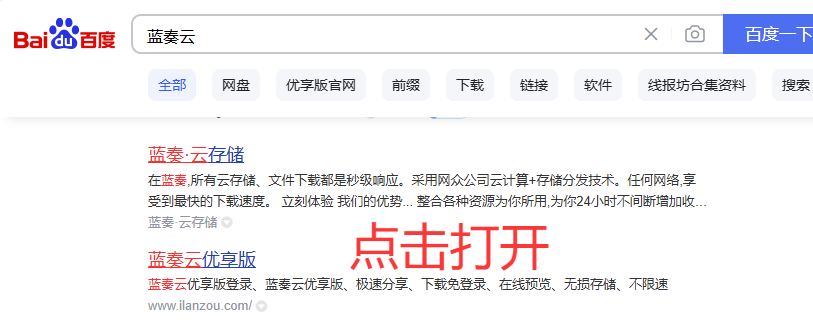 Bai du 百度
蓝奏云
百度一下
全部 网盘 优享版官网 前缀 下载 链接 软件 线报坊合集资料 搜索
蓝奏·云存储
在蓝奏,所有云存储、文件下载都是秒级响应。采用网众公司云计算+存储分发技术。任何网络,享
受到最快的下载速度。 立刻体验 我们的优势... 整合各种资源为你所用,为你24小时不间断增加收...
蓝奏·云存储
点击打开
蓝奏云优享版
蓝奏云优享版登录、蓝奏云优享版、极速分享、下载免登录、在线预览、无损存储、不限速
www.ilanzou.com/